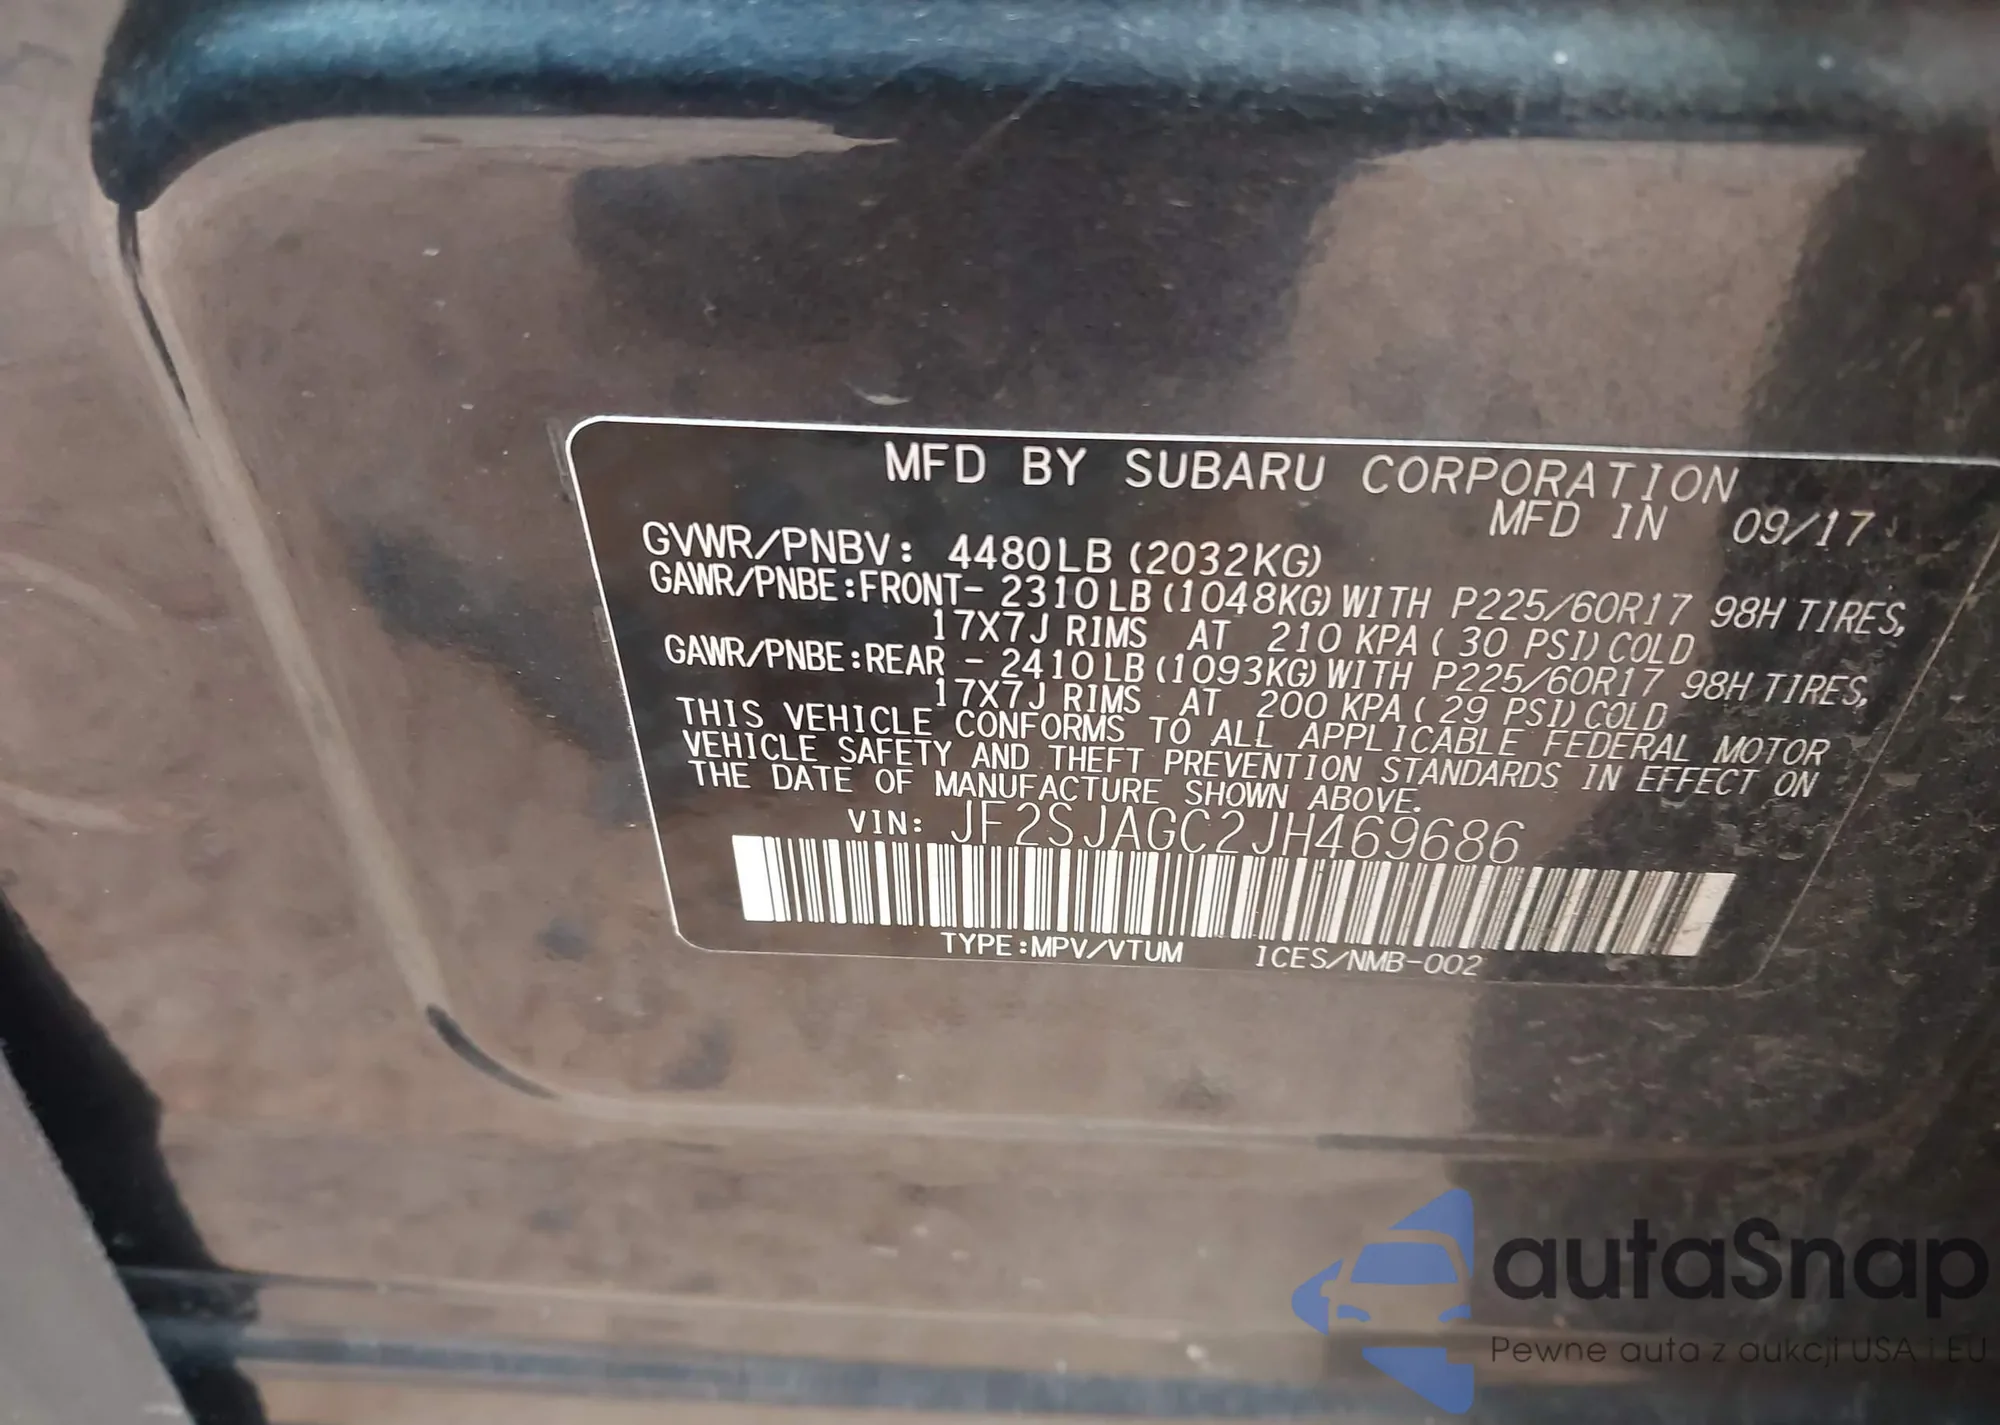 MFD BY SUBARU CORPORATION
MFD IN 09/17
GVWR/PNBV: 4480LB (2032KG)
GAWR/PNBE:FRONT- 2310LB(1048KG)WITH P225/60R17 98H TIRES,
17X7J RIMS AT 210 KPA( 30 PSI)COLD
GAWR/PNBE:REAR - 2410LB(1093KG)WITH P225/60R17 98H TIRES,
17X7J RIMS AT 200 KPA( 29 PSI)COLD
THIS VEHICLE CONFORMS TO ALL APPLICABLE FEDERAL MOTOR
VEHICLE SAFETY AND THEFT PREVENTION STANDARDS IN EFFECT ON
THE DATE OF MANUFACTURE SHOWN ABOVE.
VIN: JF2SJAGC2JH469686
TYPE:MPV/VTUM ICES/NMB-002
autaSnap
Pewne auta z aukcji USA i EU